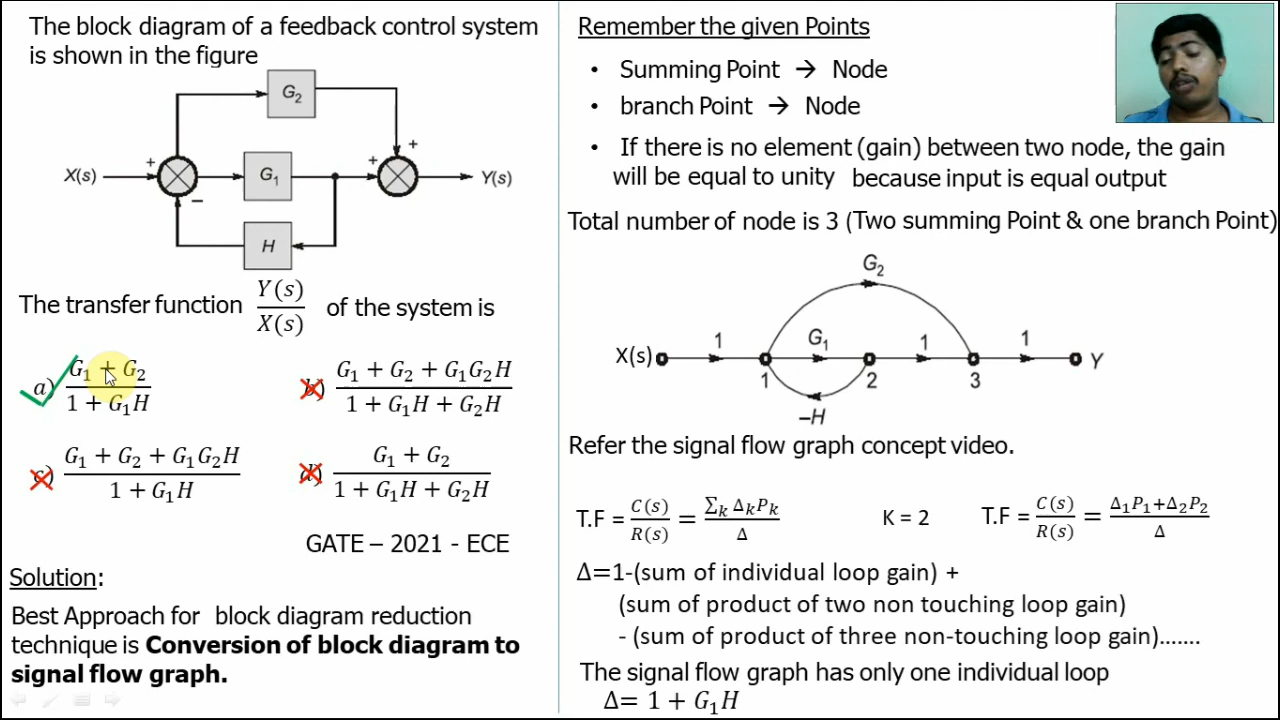 The block diagram of a feedback control system
is shown in the figure
G₂
+
+
X(s)
+
G₁
+
Y(s)
−
H
The transfer function Y(s)/X(s) of the system is
a) (G₁ + G₂)/(1 + G₁H)
b) (G₁ + G₂ + G₁G₂H)/(1 + G₁H + G₂H)
c) (G₁ + G₂ + G₁G₂H)/(1 + G₁H)
d) (G₁ + G₂)/(1 + G₁H + G₂H)
GATE – 2021 - ECE
Solution:
Best Approach for block diagram reduction
technique is Conversion of block diagram to
signal flow graph.
Remember the given Points
• Summing Point → Node
• branch Point → Node
• If there is no element (gain) between two node, the gain
will be equal to unity because input is equal output
Total number of node is 3 (Two summing Point & one branch Point)
G₂
X(s) 1 G₁ 1 1 Y
1 2 3
–H
Refer the signal flow graph concept video.
T.F = C(s)/R(s) = Σₖ ΔₖPₖ/Δ K = 2 T.F = C(s)/R(s) = Δ₁P₁+Δ₂P₂/Δ
Δ=1-(sum of individual loop gain) +
(sum of product of two non touching loop gain)
- (sum of product of three non-touching loop gain).......
The signal flow graph has only one individual loop
Δ= 1 + G₁H